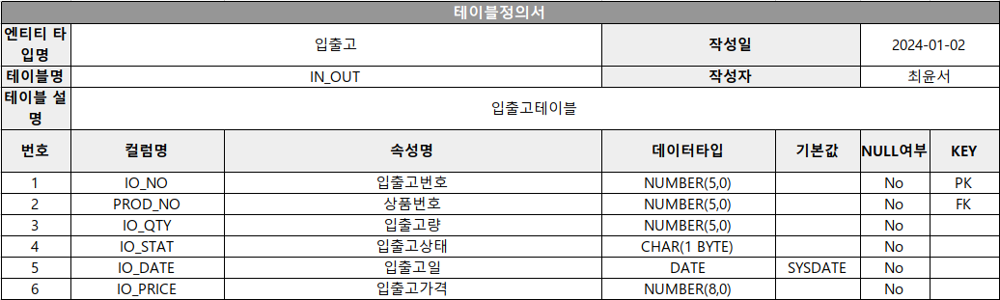 테이블정의서
엔티티 타
입명 입출고 작성일 2024-01-02
테이블명 IN_OUT 작성자 최윤서
테이블 설
명 입출고테이블
번호 컬럼명 속성명 데이터타입 기본값 NULL여부 KEY
1 IO_NO 입출고번호 NUMBER(5,0) No PK
2 PROD_NO 상품번호 NUMBER(5,0) No FK
3 IO_QTY 입출고량 NUMBER(5,0) No
4 IO_STAT 입출고상태 CHAR(1 BYTE) No
5 IO_DATE 입출고일 DATE SYSDATE No
6 IO_PRICE 입출고가격 NUMBER(8,0) No